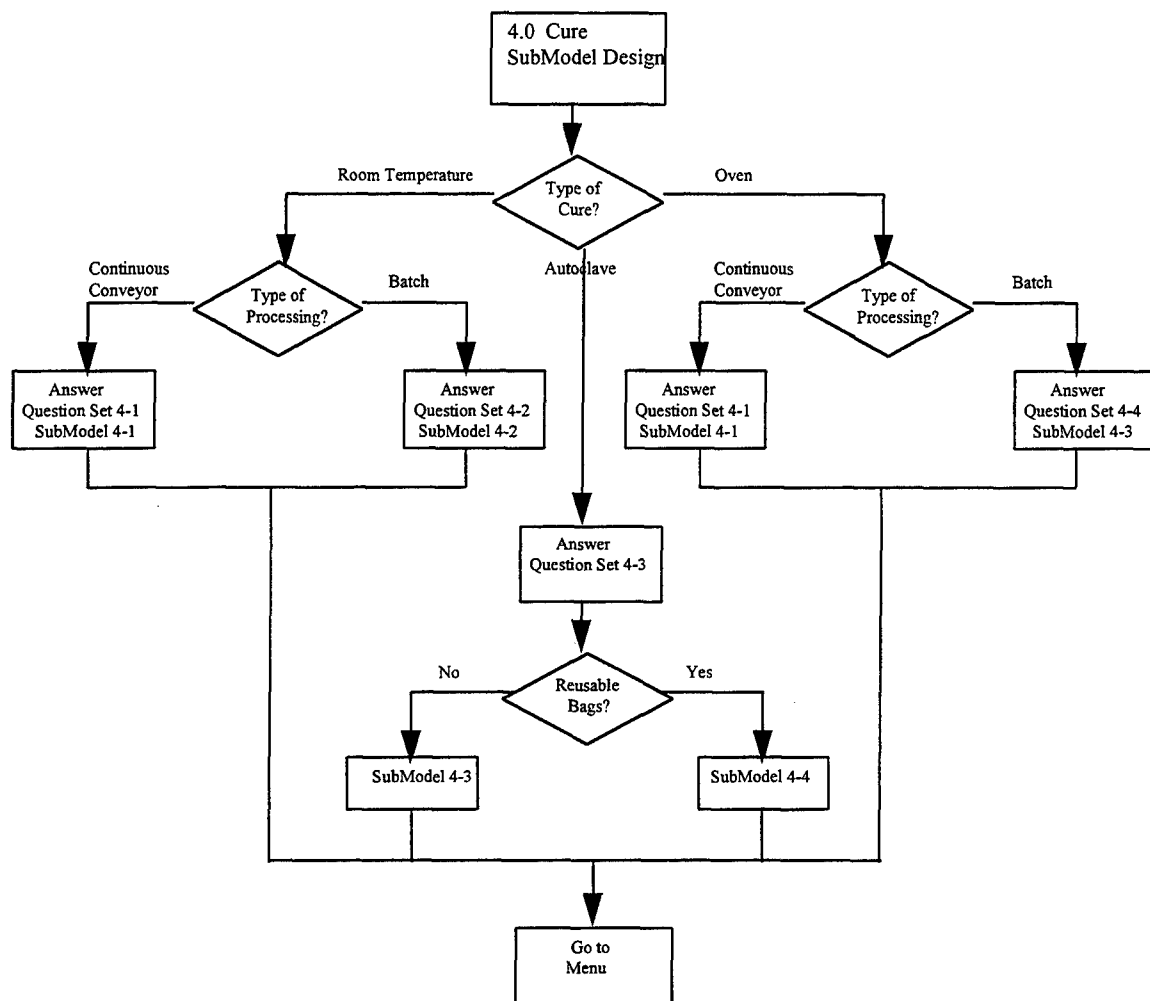 4.0 Cure
SubModel Design
Room Temperature
Type of
Cure?
Oven
Autoclave
Continuous
Conveyor
Type of
Processing?
Batch
Continuous
Conveyor
Type of
Processing?
Batch
Answer
Question Set 4-1
SubModel 4-1
Answer
Question Set 4-2
SubModel 4-2
Answer
Question Set 4-1
SubModel 4-1
Answer
Question Set 4-4
SubModel 4-3
Answer
Question Set 4-3
No
Reusable
Bags?
Yes
SubModel 4-3
SubModel 4-4
Go to
Menu